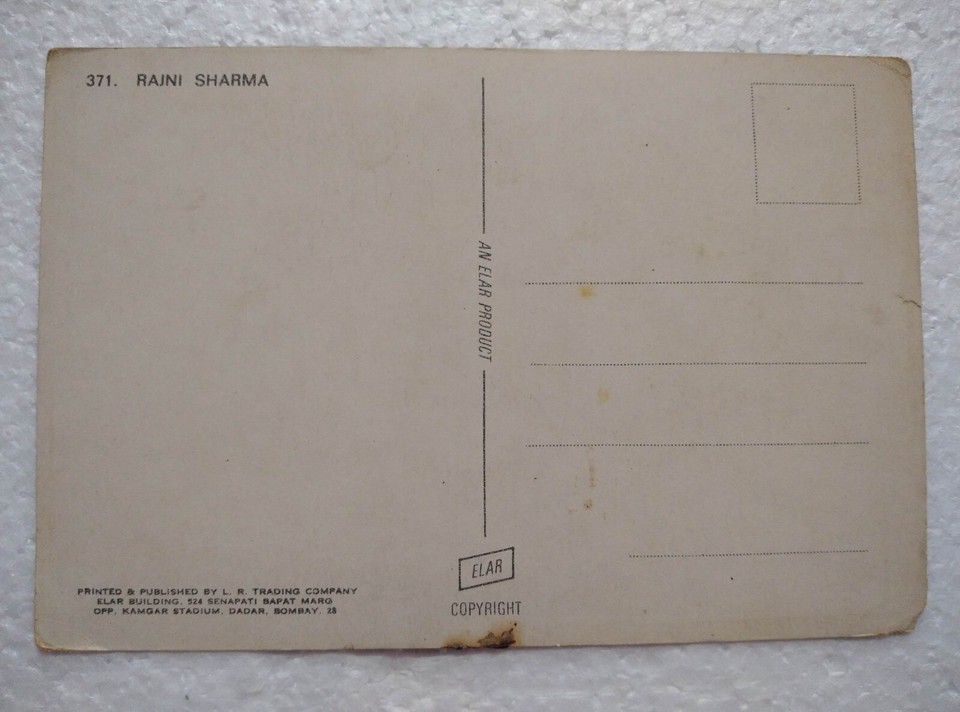 371. RAJNI SHARMA
AN ELAR PRODUCT
ELAR
COPYRIGHT
PRINTED & PUBLISHED BY L. R. TRADING COMPANY
ELAR BUILDING, 524 SENAPATI BAPAT MARG
OPP. KAMGAR STADIUM, DADAR, BOMBAY. 28